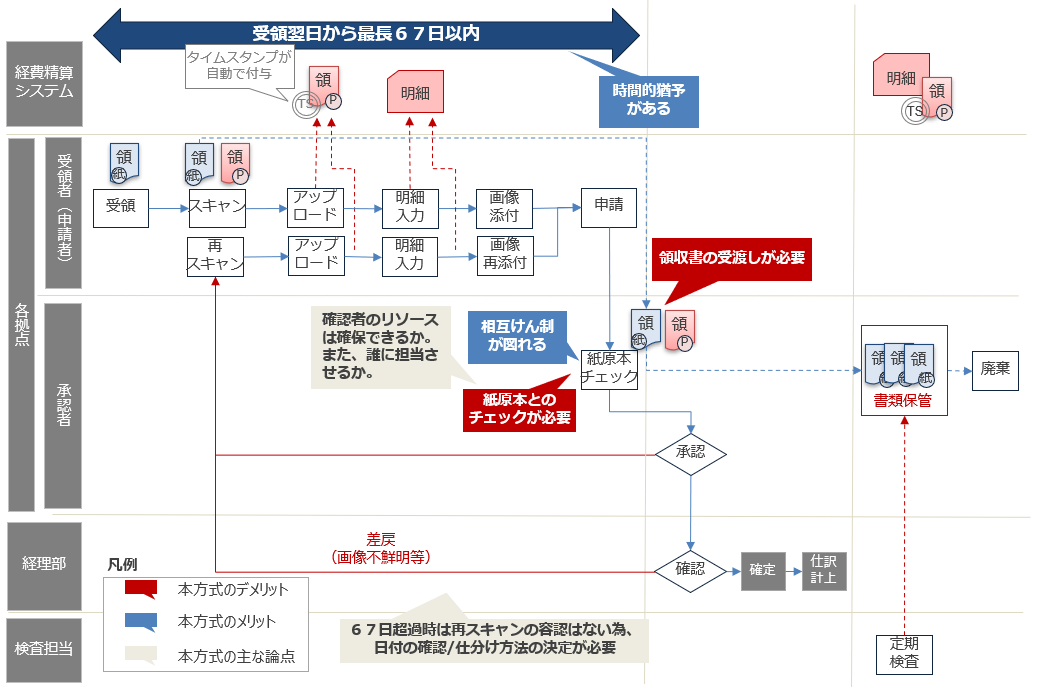 受領翌日から最長６７日以内
経費精算
システム
タイムスタンプが
自動で付与
領
TS
P
明細
時間的猶予
がある
明細
領
TS
P
各拠点
受領者（申請者）
領
紙
領
紙
領
P
受領
スキャン
アップ
ロード
明細
入力
画像
添付
申請
再
スキャン
アップ
ロード
明細
入力
画像
再添付
領収書の受渡しが必要
承認者
確認者のリソース
は確保できるか。
また、誰に担当さ
せるか。
相互けん制
が図れる
領
紙
領
P
紙原本
チェック
紙原本との
チェックが必要
領
領
領
紙
書類保管
廃棄
承認
経理部
差戻
（画像不鮮明等）
確認
確定
仕訳
計上
凡例
本方式のデメリット
本方式のメリット
本方式の主な論点
検査担当
６７日超過時は再スキャンの容認はない為、
日付の確認/仕分け方法の決定が必要
定期
検査